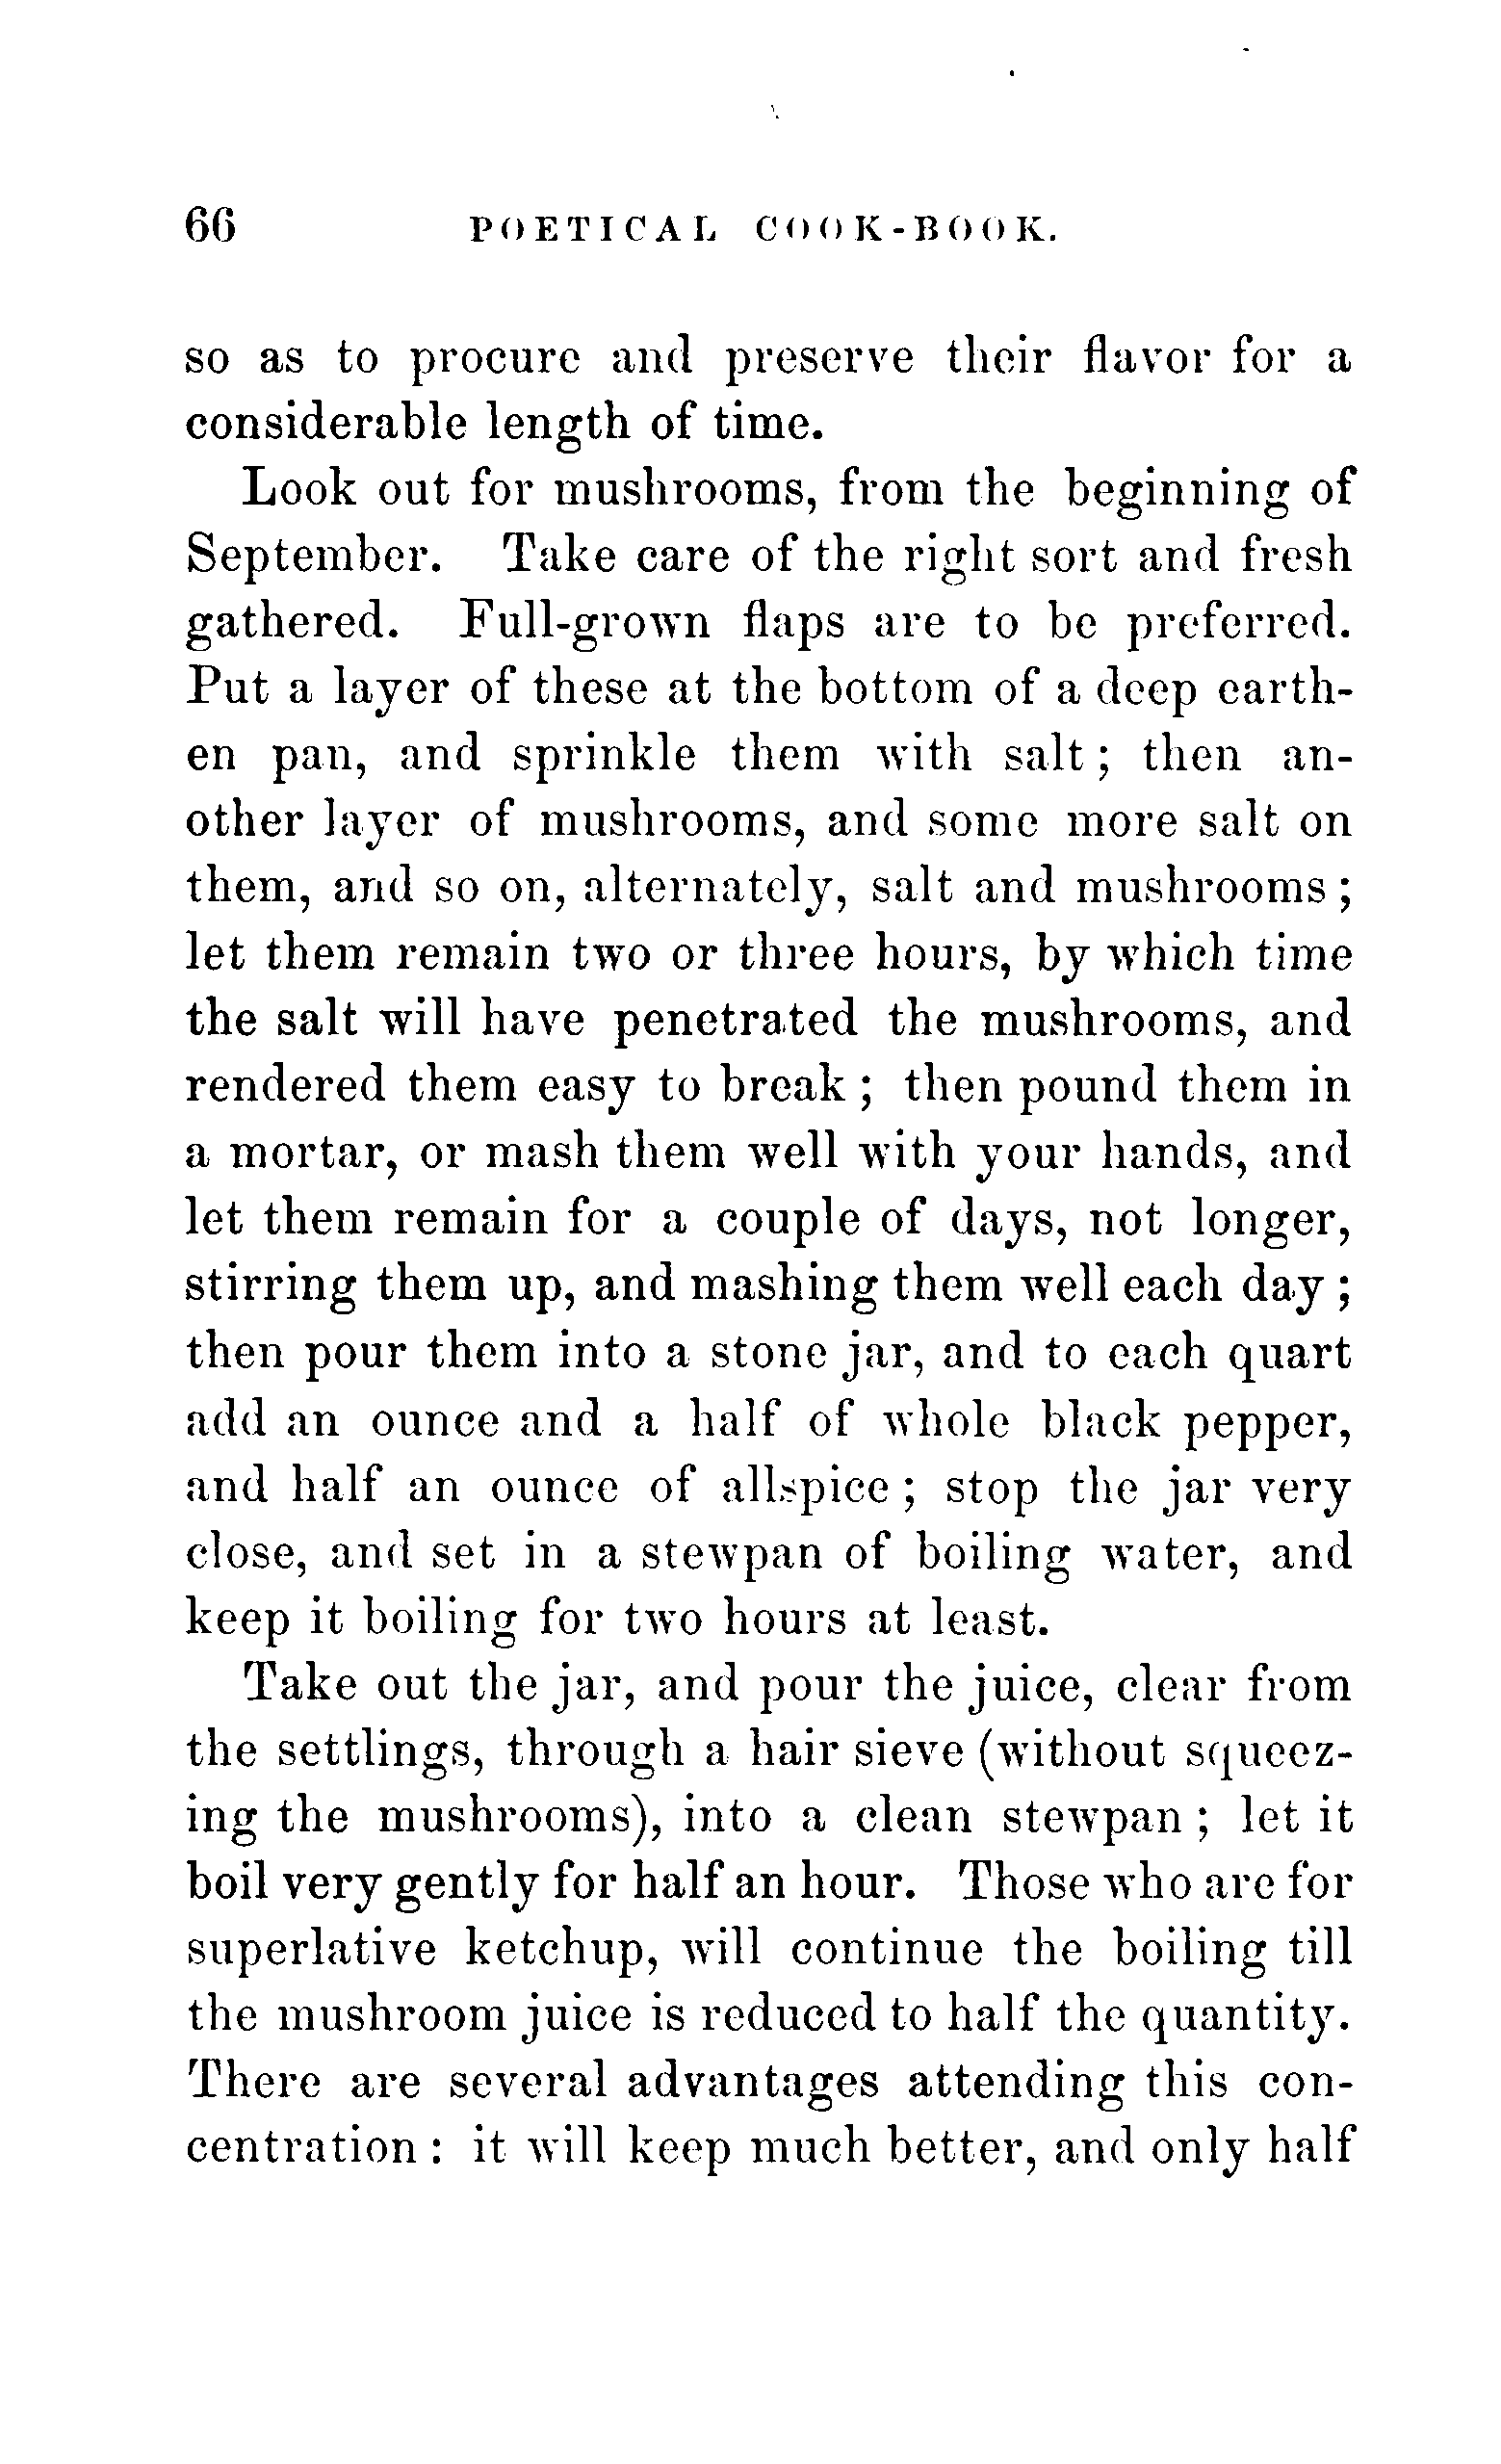 66 POETICAL COOK-BOOK.
so as to procure and preserve their flavor for a
considerable length of time.
Look out for mushrooms, from the beginning of
September. Take care of the right sort and fresh
gathered. Full-grown flaps are to be preferred.
Put a layer of these at the bottom of a deep earth-
en pan, and sprinkle them with salt; then an-
other layer of mushrooms, and some more salt on
them, and so on, alternately, salt and mushrooms;
let them remain two or three hours, by which time
the salt will have penetrated the mushrooms, and
rendered them easy to break; then pound them in
a mortar, or mash them well with your hands, and
let them remain for a couple of days, not longer,
stirring them up, and mashing them well each day;
then pour them into a stone jar, and to each quart
add an ounce and a half of whole black pepper,
and half an ounce of allspice; stop the jar very
close, and set in a stewpan of boiling water, and
keep it boiling for two hours at least.
Take out the jar, and pour the juice, clear from
the settlings, through a hair sieve (without squeez-
ing the mushrooms), into a clean stewpan; let it
boil very gently for half an hour. Those who are for
superlative ketchup, will continue the boiling till
the mushroom juice is reduced to half the quantity.
There are several advantages attending this con-
centration: it will keep much better, and only half